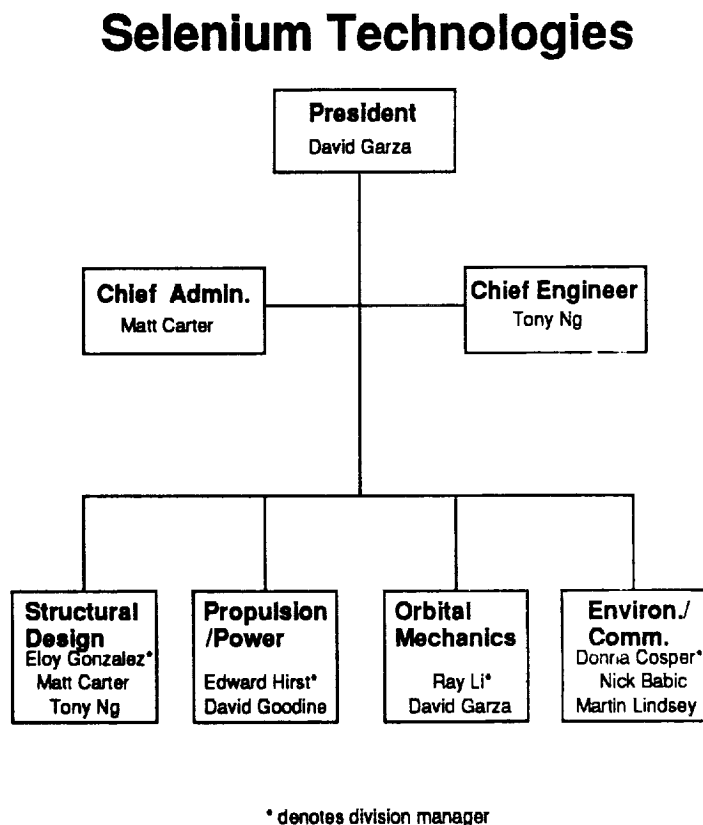 Selenium Technologies
President
David Garza
Chief Admin.
Matt Carter
Chief Engineer
Tony Ng
Structural
Design
Eloy Gonzalez*
Matt Carter
Tony Ng
Propulsion
/Power
Edward Hirst*
David Goodine
Orbital
Mechanics
Ray Li*
David Garza
Environ./
Comm.
Donna Cosper*
Nick Babic
Martin Lindsey
* denotes division manager